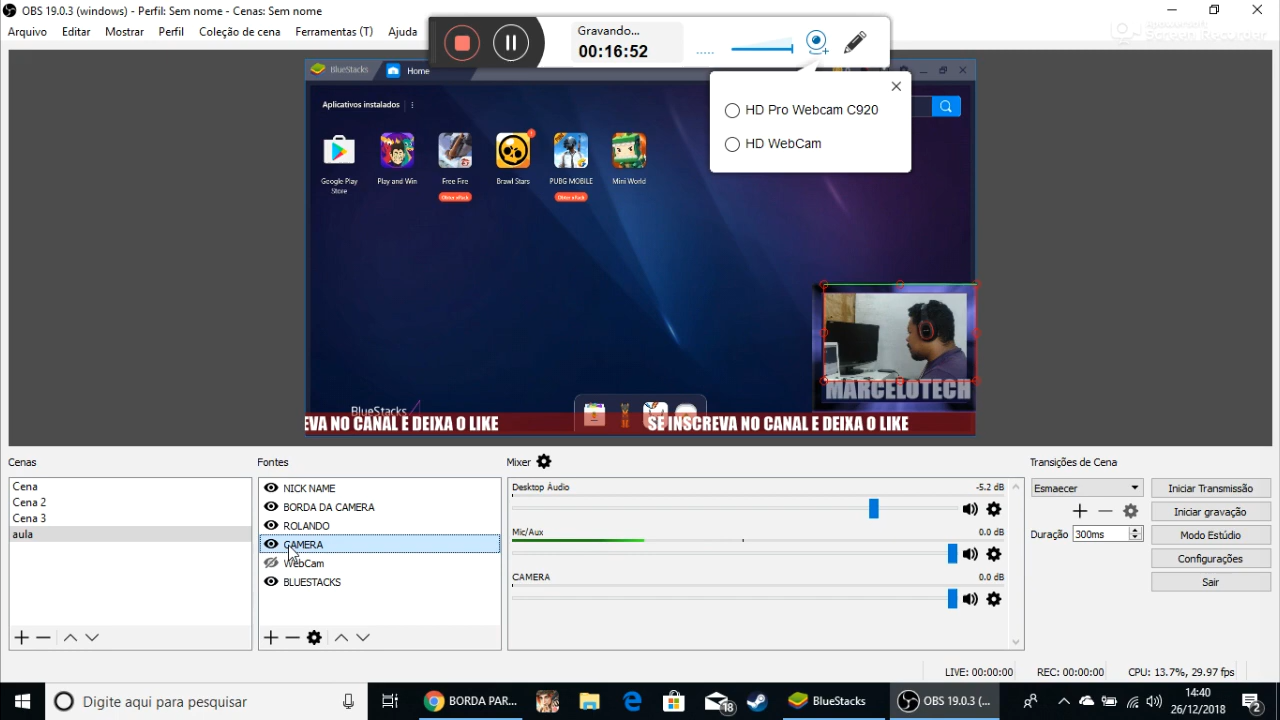 OBS 19.0.3 (windows) - Perfil: Sem nome - Cenas: Sem nome
Arquivo Editar Mostrar Perfil Coleção de cena Ferramentas (T) Ajuda
Gravando...
00:16:52
Screen Recorder
BlueStacks Home
HD Pro Webcam C920
HD WebCam
Aplicativos instalados
Google Play Store
Play and Win
Free Fire
Brawl Stars
PUBG MOBILE
Mini World
MARCELOTECH
BlueStacks 4
EVA NO CANAL E DEIXA O LIKE SE INSCREVA NO CANAL E DEIXA O LIKE
Cenas
Cena
Cena 2
Cena 3
aula
Fontes
NICK NAME
BORDA DA CAMERA
ROLANDO
CAMERA
WebCam
BLUESTACKS
Mixer
Desktop Áudio -5.2 dB
Mic/Aux 0.0 dB
CAMERA 0.0 dB
Transições de Cena
Esmaecer
Duração 300ms
Iniciar Transmissão
Iniciar gravação
Modo Estúdio
Configurações
Sair
LIVE: 00:00:00 REC: 00:00:00 CPU: 13.7%, 29.97 fps
Digite aqui para pesquisar
BORDA PAR...
18
BlueStacks
OBS 19.0.3 (...
14:40
26/12/2018
2